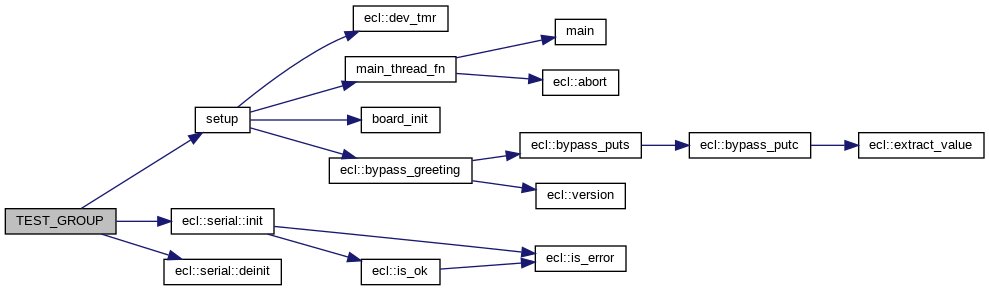 ecl::dev_tmr
main
main_thread_fn
ecl::abort
setup
board_init
ecl::bypass_puts
ecl::bypass_putc
ecl::extract_value
ecl::bypass_greeting
ecl::version
TEST_GROUP
ecl::serial::init
ecl::is_error
ecl::serial::deinit
ecl::is_ok